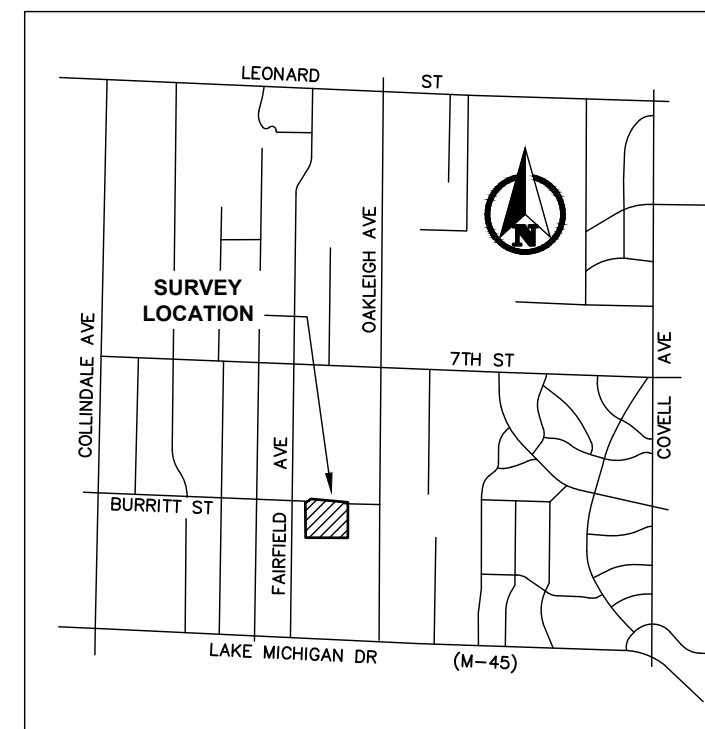 LEONARD ST
N
OAKLEIGH AVE
SURVEY
LOCATION
COLLINDALE AVE
7TH ST
COVELL AVE
FAIRFIELD AVE
BURRITT ST
LAKE MICHIGAN DR (M-45)